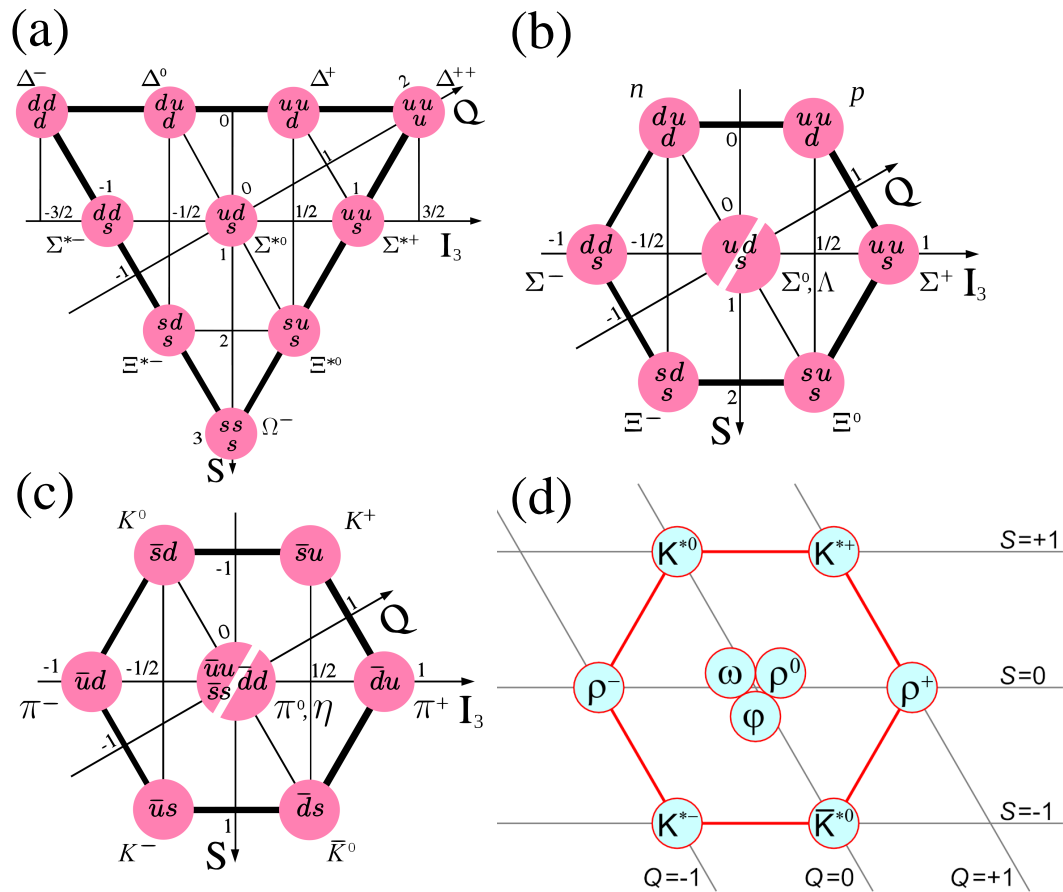 (a)
Δ⁻ Δ⁰ Δ⁺ Δ⁺⁺
dd
d
du
d
uu
d
uu
u
0 2 Q
1
-1 0 1
-3/2 -1/2 1/2 3/2
dd
s
ud
s
uu
s
Σ*⁻ Σ*⁰ Σ*⁺ I₃
-1 1
sd
s
su
s
2
Ξ*⁻ Ξ*⁰
ss
s
3 Ω⁻
S
(b)
n p
du
d
uu
d
0
1 Q
0
-1 -1/2 1/2 1
dd
s
ud
s
uu
s
Σ⁻ Σ⁰,Λ Σ⁺ I₃
-1 1
sd
s
su
s
2
Ξ⁻ S Ξ⁰
(c)
K⁰ K⁺
s̅d s̅u
-1
1 Q
0
-1 -1/2 1/2 1
u̅d
u̅u
s̅s
d̅d
d̅u
π⁻ π⁰,η π⁺ I₃
-1
u̅s d̅s
1
K⁻ S K̅⁰
(d)
K*⁰ K*⁺ S=+1
ω ρ⁰
ρ⁻ ρ⁺ S=0
φ
K*⁻ K̅*⁰ S=-1
Q=-1 Q=0 Q=+1